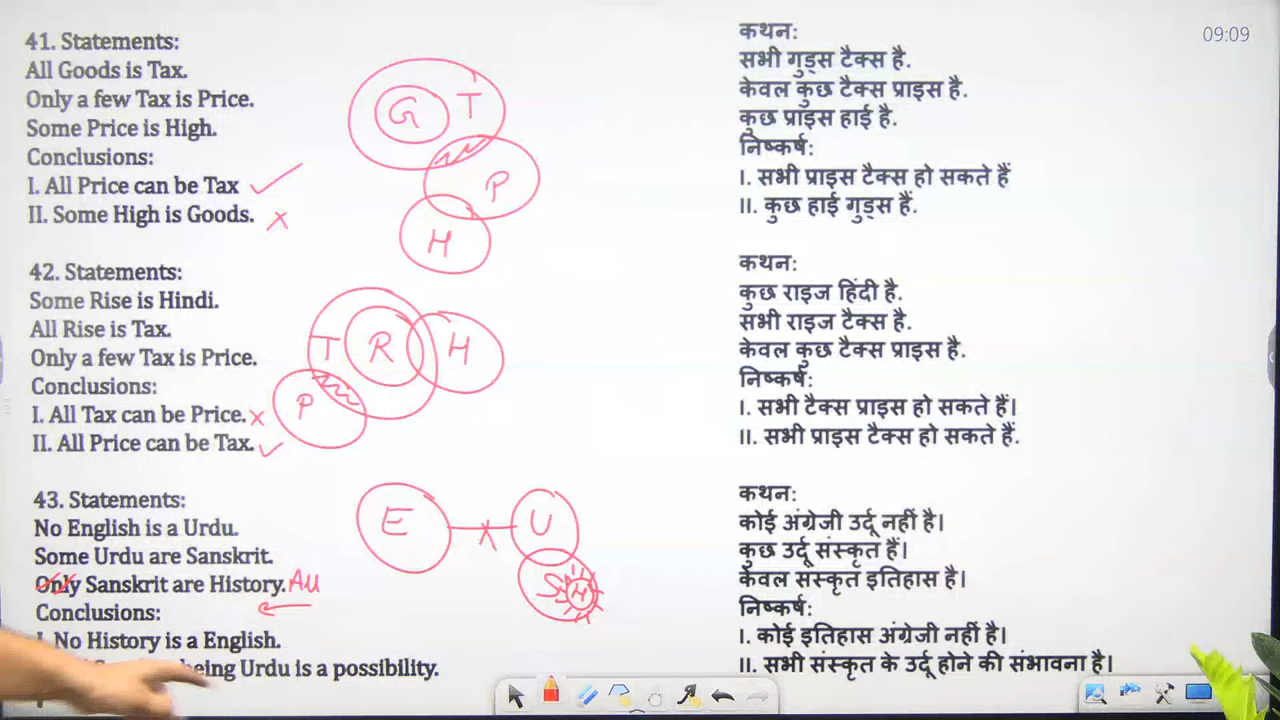 41. Statements:
All Goods is Tax.
Only a few Tax is Price.
Some Price is High.
Conclusions:
I. All Price can be Tax
II. Some High is Goods.
G T
P
H
42. Statements:
Some Rise is Hindi.
All Rise is Tax.
Only a few Tax is Price.
Conclusions:
I. All Tax can be Price.
II. All Price can be Tax.
T R H
P
43. Statements:
No English is a Urdu.
Some Urdu are Sanskrit.
Only Sanskrit are History. All
Conclusions:
I. No History is a English.
being Urdu is a possibility.
E U
S H
09:09
कथन:
सभी गुड्स टैक्स है.
केवल कुछ टैक्स प्राइस है.
कुछ प्राइस हाई है.
निष्कर्ष:
I. सभी प्राइस टैक्स हो सकते हैं
II. कुछ हाई गुड्स हैं.
कथन:
कुछ राइज हिंदी है.
सभी राइज टैक्स है.
केवल कुछ टैक्स प्राइस है.
निष्कर्ष:
I. सभी टैक्स प्राइस हो सकते हैं।
II. सभी प्राइस टैक्स हो सकते हैं.
कथन:
कोई अंग्रेजी उर्दू नहीं है।
कुछ उर्दू संस्कृत हैं।
केवल संस्कृत इतिहास है।
निष्कर्ष:
I. कोई इतिहास अंग्रेजी नहीं है।
II. सभी संस्कृत के उर्दू होने की संभावना है।